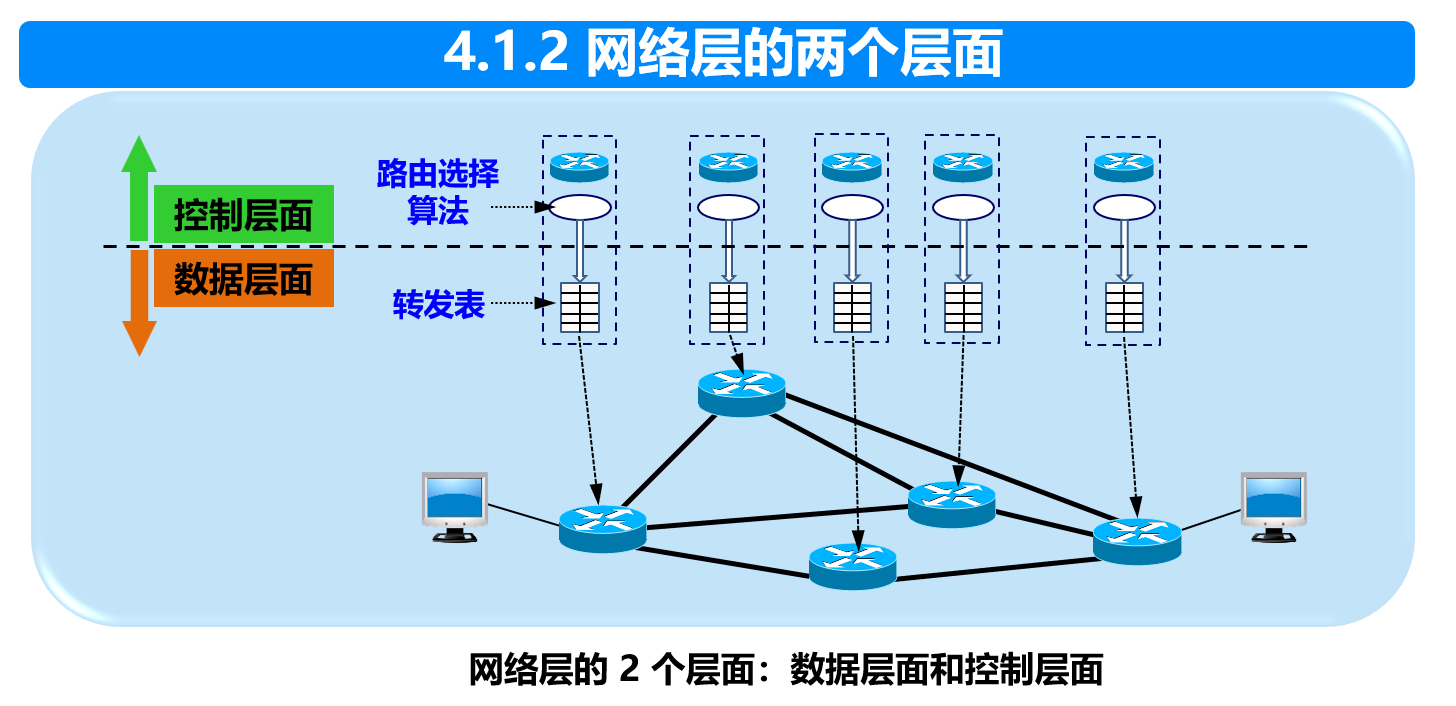 4.1.2 网络层的两个层面
路由选择
算法
控制层面
数据层面
转发表
网络层的 2 个层面：数据层面和控制层面